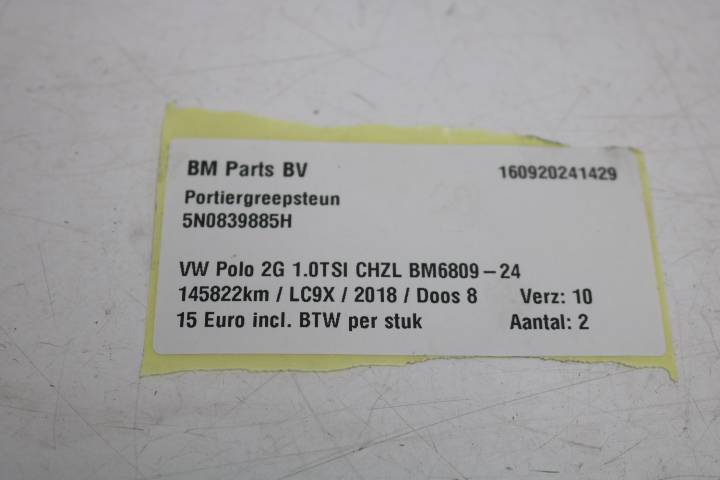 BM Parts BV 160920241429
Portiergreepsteun
5N0839885H
VW Polo 2G 1.0TSI CHZL BM6809-24
145822km / LC9X / 2018 / Doos 8 Verz: 10
15 Euro incl. BTW per stuk Aantal: 2